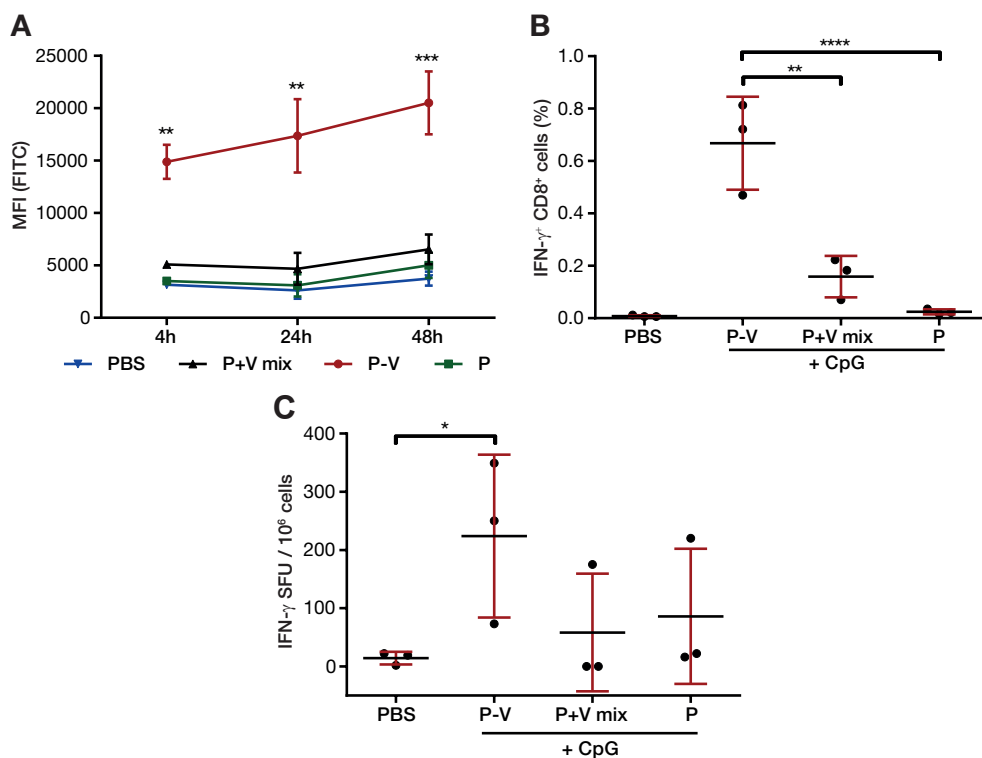 A
MFI (FITC)
25000
20000
15000
10000
5000
0
** ** ***
4h 24h 48h
PBS P+V mix P-V P
B
IFN-γ⁺ CD8⁺ cells (%)
1.0
0.8
0.6
0.4
0.2
0.0
****
**
PBS P-V P+V mix P
+ CpG
C
IFN-γ SFU / 10⁶ cells
400
300
200
100
0
*
PBS P-V P+V mix P
+ CpG